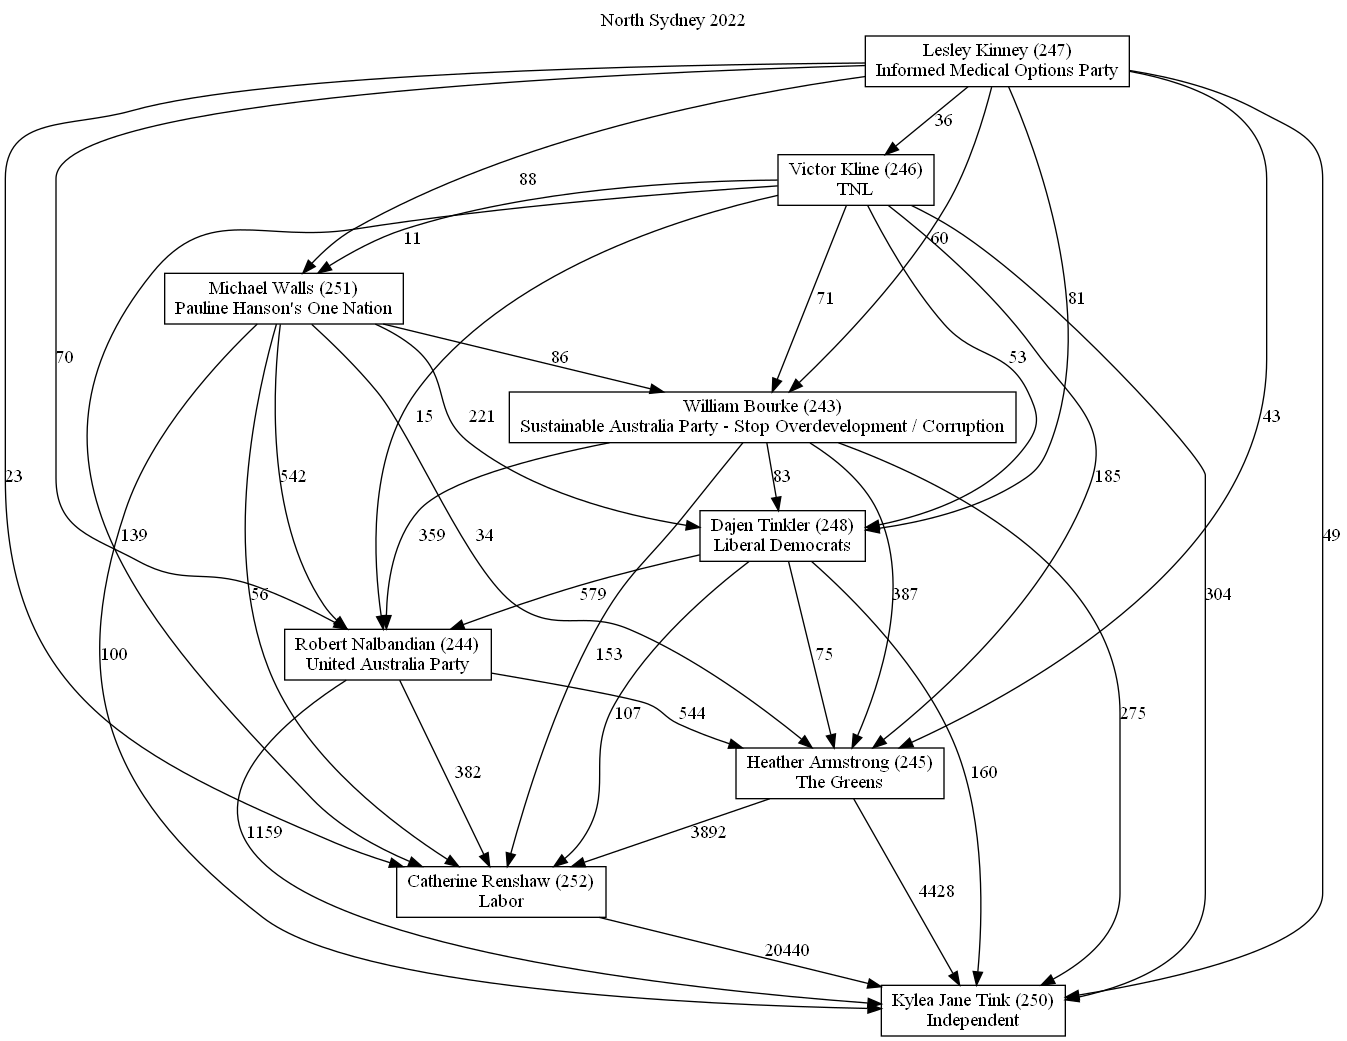 North Sydney 2022
Lesley Kinney (247)
Informed Medical Options Party
36
Victor Kline (246)
TNL
88
11
60
Michael Walls (251)
Pauline Hanson's One Nation
71
81
70
86
53
William Bourke (243)
Sustainable Australia Party - Stop Overdevelopment / Corruption
15
221
43
23
542
83
185
Dajen Tinkler (248)
Liberal Democrats
139
359
34
49
56
579
387
304
Robert Nalbandian (244)
United Australia Party
100
153
75
107
544
275
Heather Armstrong (245)
The Greens
382
160
1159
3892
Catherine Renshaw (252)
Labor
4428
20440
Kylea Jane Tink (250)
Independent